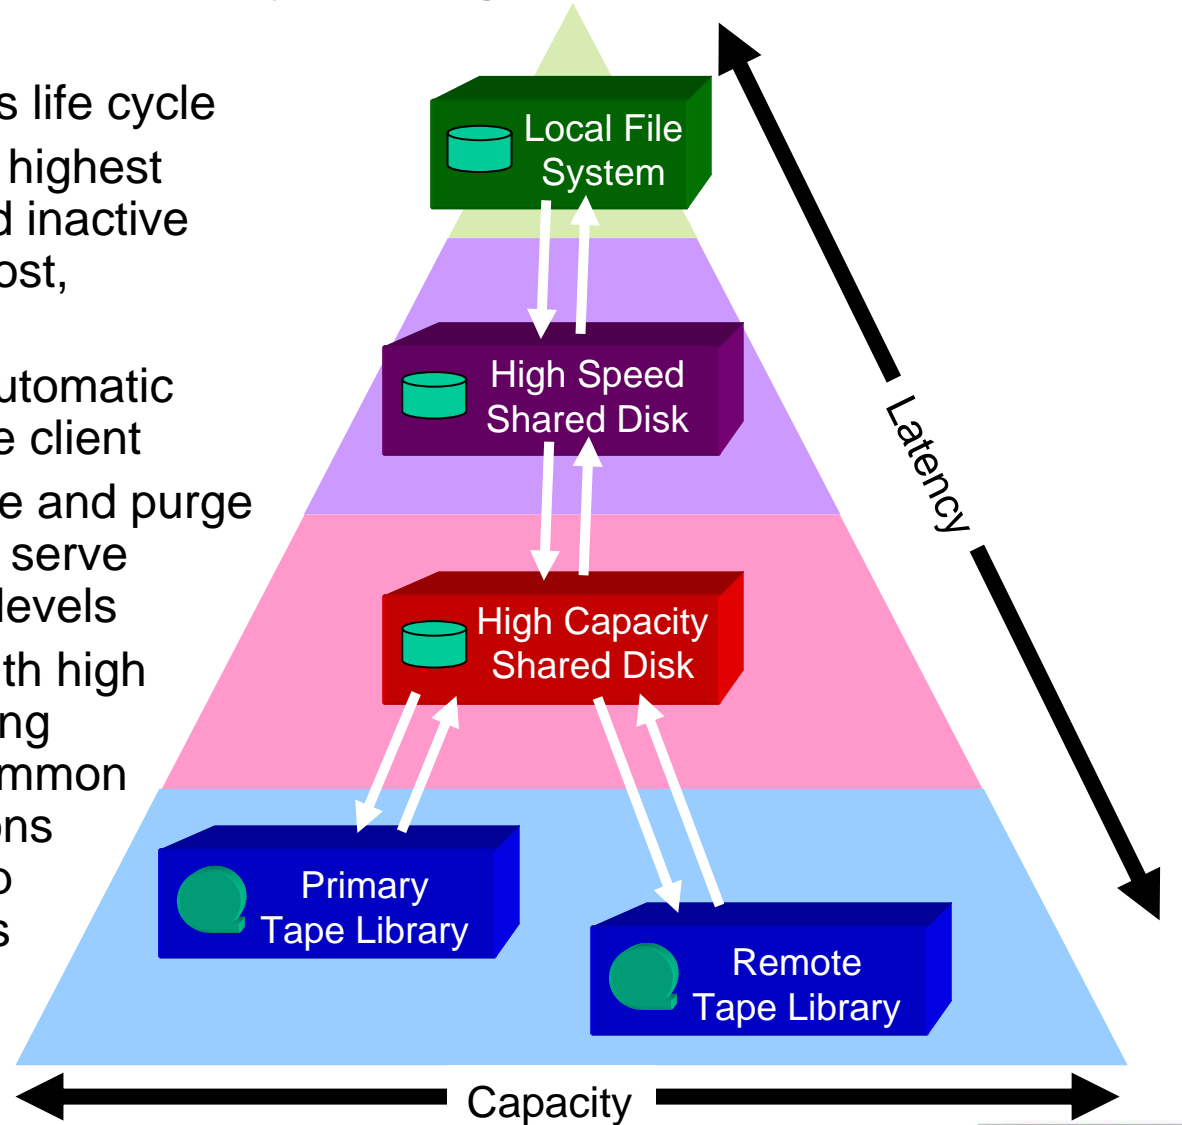 s life cycle
highest
d inactive
ost,
utomatic
e client
e and purge
serve
levels
th high
ng
mmon
ons
o
s
Local File
System
High Speed
Shared Disk
High Capacity
Shared Disk
Primary
Tape Library
Remote
Tape Library
Latency
Capacity